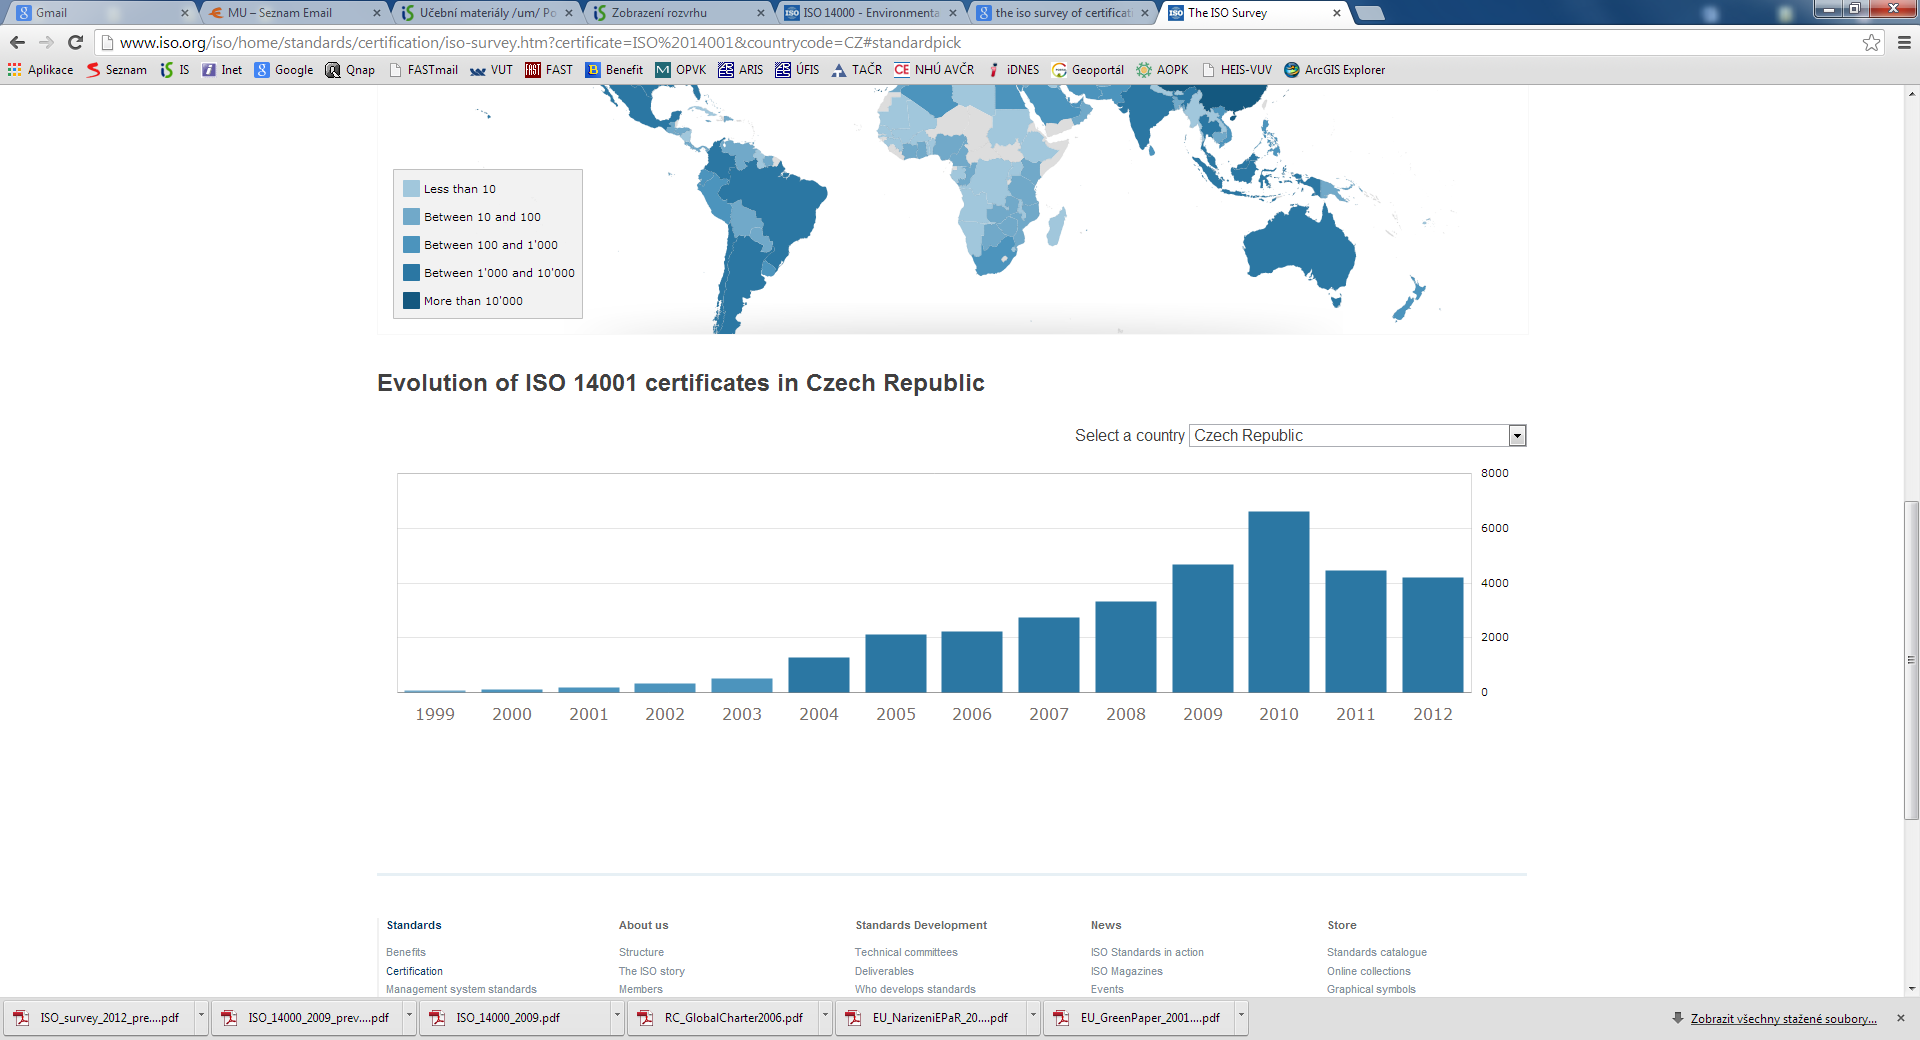 Gmail
MU – Seznam Email
Učební materiály /um/ Po
Zobrazení rozvrhu
ISO 14000 - Environmenta
the iso survey of certificati
The ISO Survey
www.iso.org/iso/home/standards/certification/iso-survey.htm?certificate=ISO%2014001&countrycode=CZ#standardpick
Aplikace Seznam IS Inet Google Qnap FASTmail VUT FAST Benefit OPVK ARIS ÚFIS TAČR NHÚ AVČR iDNES Geoportál AOPK HEIS-VUV ArcGIS Explorer
Less than 10
Between 10 and 100
Between 100 and 1'000
Between 1'000 and 10'000
More than 10'000
Evolution of ISO 14001 certificates in Czech Republic
Select a country Czech Republic
8000
6000
4000
2000
0
1999 2000 2001 2002 2003 2004 2005 2006 2007 2008 2009 2010 2011 2012
Standards
Benefits
Certification
Management system standards
About us
Structure
The ISO story
Members
Standards Development
Technical committees
Deliverables
Who develops standards
News
ISO Standards in action
ISO Magazines
Events
Store
Standards catalogue
Online collections
Graphical symbols
ISO_survey_2012_pre....pdf
ISO_14000_2009_prev....pdf
ISO_14000_2009.pdf
RC_GlobalCharter2006.pdf
EU_NarizeniEPaR_20....pdf
EU_GreenPaper_2001....pdf
Zobrazit všechny stažené soubory...